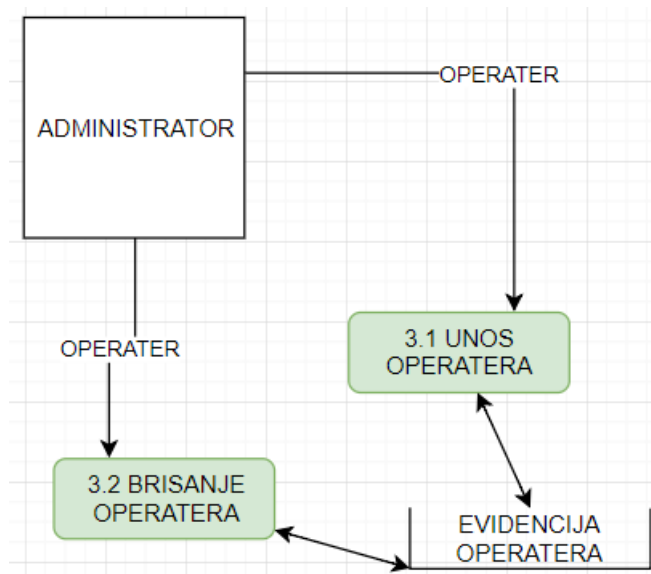 OPERATER
ADMINISTRATOR
3.1 UNOS
OPERATERA
OPERATER
3.2 BRISANJE
OPERATERA
EVIDENCIJA
OPERATERA